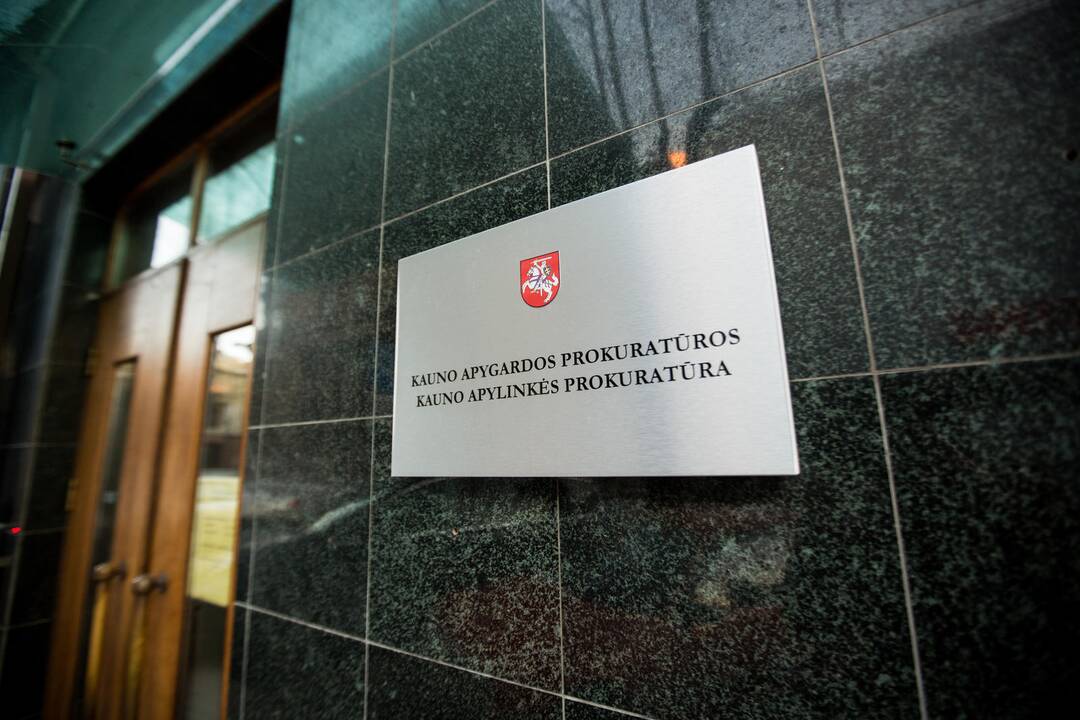 KAUNO APYGARDOS PROKURATŪROS
KAUNO APYLINKĖS PROKURATŪRA